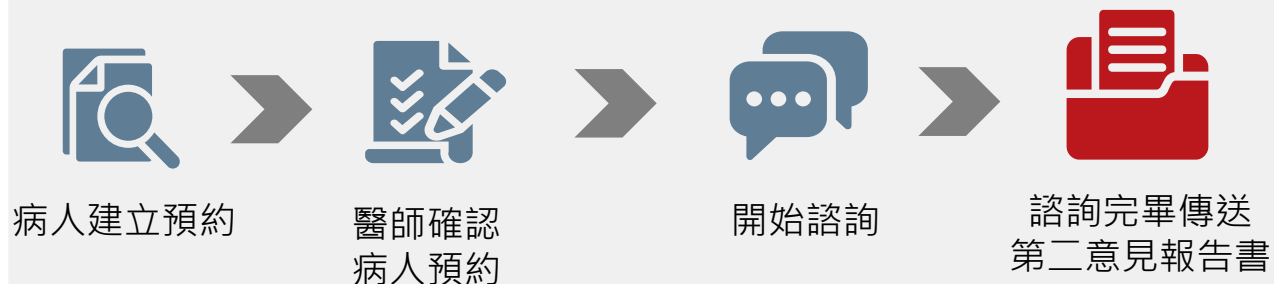 病人建立預約
醫師確認
病人預約
開始諮詢
諮詢完畢傳送
第二意見報告書